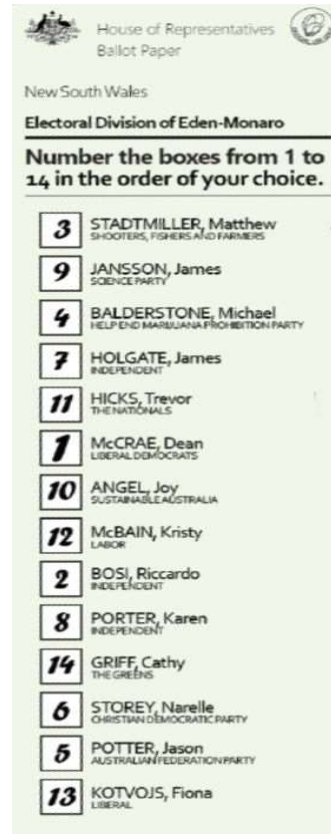 House of Representatives
Ballot Paper
New South Wales
Electoral Division of Eden-Monaro
Number the boxes from 1 to
14 in the order of your choice.
3 STADTMILLER, Matthew
SHOOTERS, FISHERS AND FARMERS
9 JANSSON, James
SCIENCE PARTY
4 BALDERSTONE, Michael
HELP END MARIJUANA PROHIBITION PARTY
7 HOLGATE, James
INDEPENDENT
11 HICKS, Trevor
THE NATIONALS
1 McCRAE, Dean
LIBERAL DEMOCRATS
10 ANGEL, Joy
SUSTAINABLE AUSTRALIA
12 McBAIN, Kristy
LABOR
2 BOSI, Riccardo
INDEPENDENT
8 PORTER, Karen
INDEPENDENT
14 GRIFF, Cathy
THE GREENS
6 STOREY, Narelle
CHRISTIAN DEMOCRATIC PARTY
5 POTTER, Jason
AUSTRALIAN FEDERATION PARTY
13 KOTVOJS, Fiona
LIBERAL